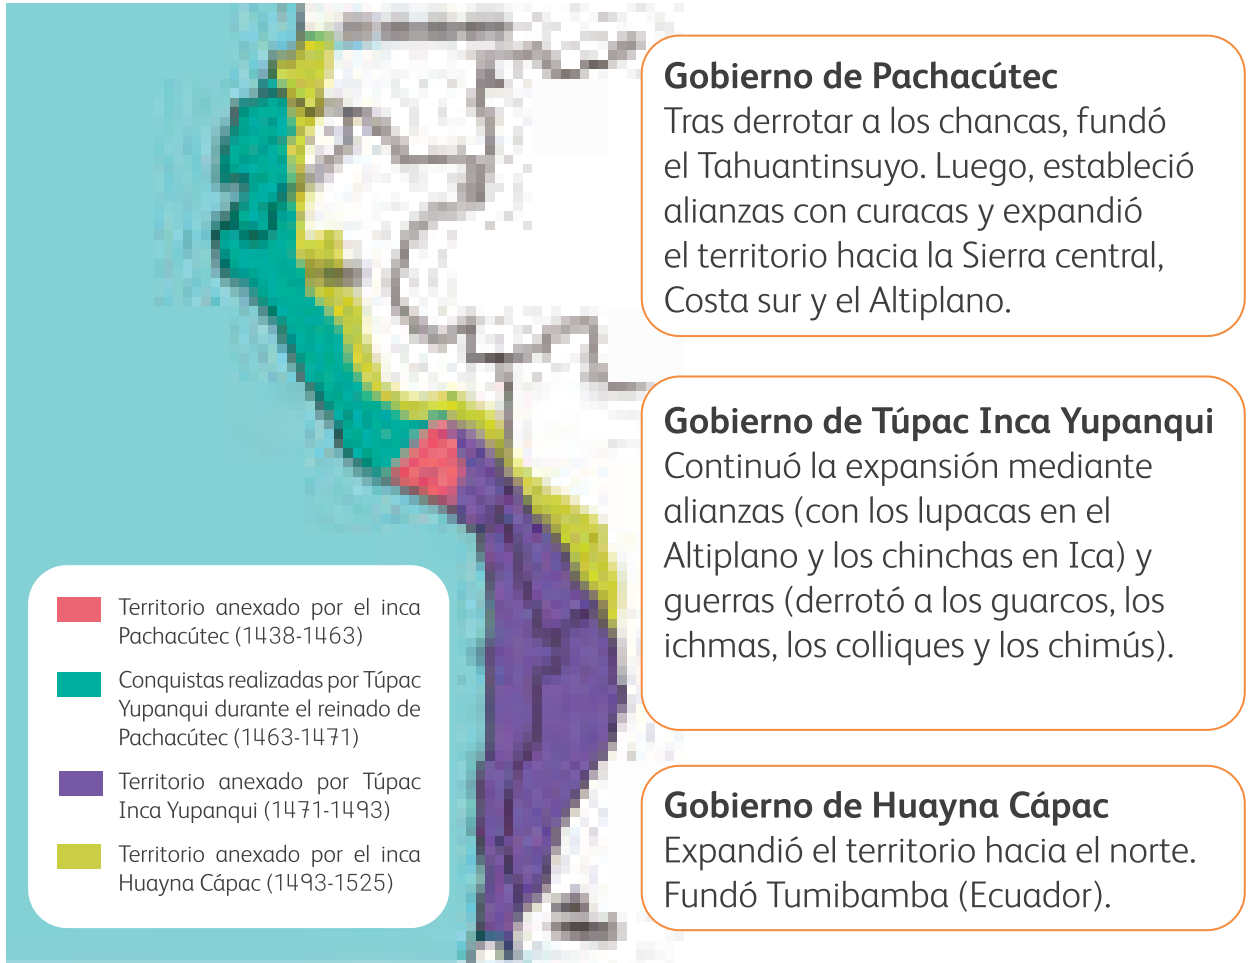 Gobierno de Pachacútec
Tras derrotar a los chancas, fundó
el Tahuantinsuyo. Luego, estableció
alianzas con curacas y expandió
el territorio hacia la Sierra central,
Costa sur y el Altiplano.
Gobierno de Túpac Inca Yupanqui
Continuó la expansión mediante
alianzas (con los lupacas en el
Altiplano y los chinchas en Ica) y
guerras (derrotó a los guarcos, los
ichmas, los colliques y los chimús).
Gobierno de Huayna Cápac
Expandió el territorio hacia el norte.
Fundó Tumibamba (Ecuador).
Territorio anexado por el inca
Pachacútec (1438-1463)
Conquistas realizadas por Túpac
Yupanqui durante el reinado de
Pachacútec (1463-1471)
Territorio anexado por Túpac
Inca Yupanqui (1471-1493)
Territorio anexado por el inca
Huayna Cápac (1493-1525)